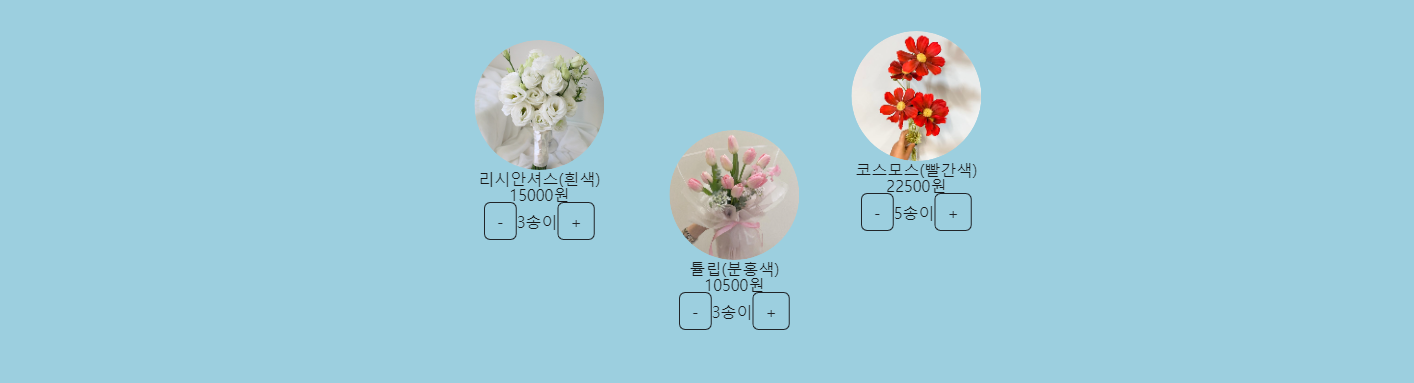 리시안셔스(흰색)
15000원
- 3송이 +
튤립(분홍색)
10500원
- 3송이 +
코스모스(빨간색)
22500원
- 5송이 +